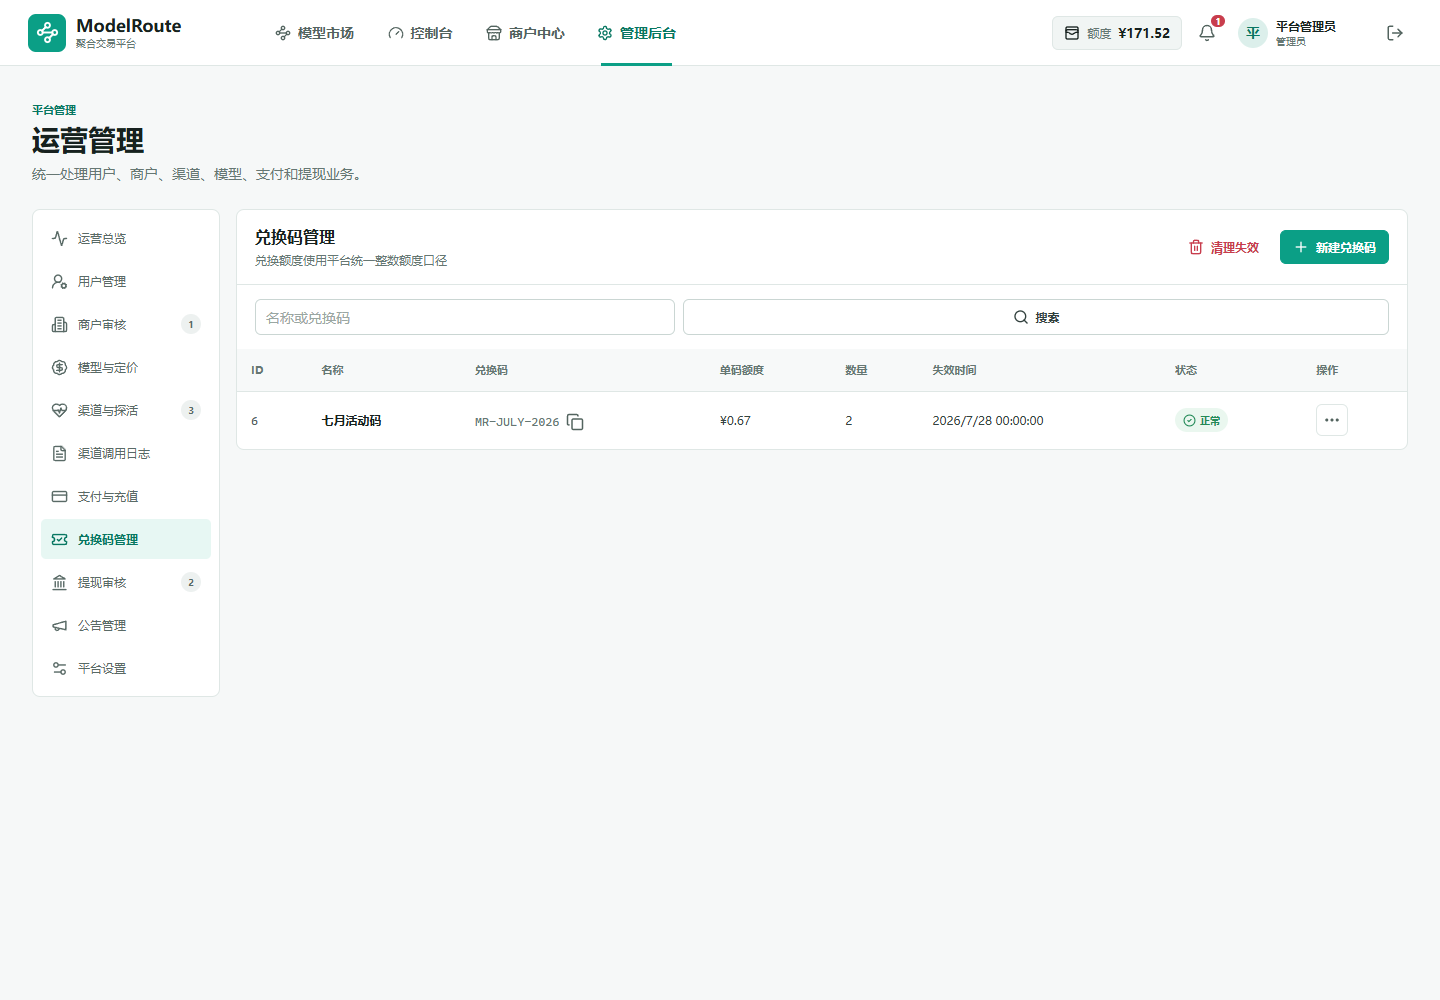 ModelRoute
聚合交易平台
模型市场
控制台
商户中心
管理后台
额度 ¥171.52
1
平
平台管理员
管理员
平台管理
运营管理
统一处理用户、商户、渠道、模型、支付和提现业务。
运营总览
用户管理
商户审核 1
模型与定价
渠道与探活 3
渠道调用日志
支付与充值
兑换码管理
提现审核 2
公告管理
平台设置
兑换码管理
兑换额度使用平台统一整数额度口径
清理失效
新建兑换码
名称或兑换码
搜索
ID 名称 兑换码 单码额度 数量 失效时间 状态 操作
6 七月活动码 MR-JULY-2026 ¥0.67 2 2026/7/28 00:00:00 正常